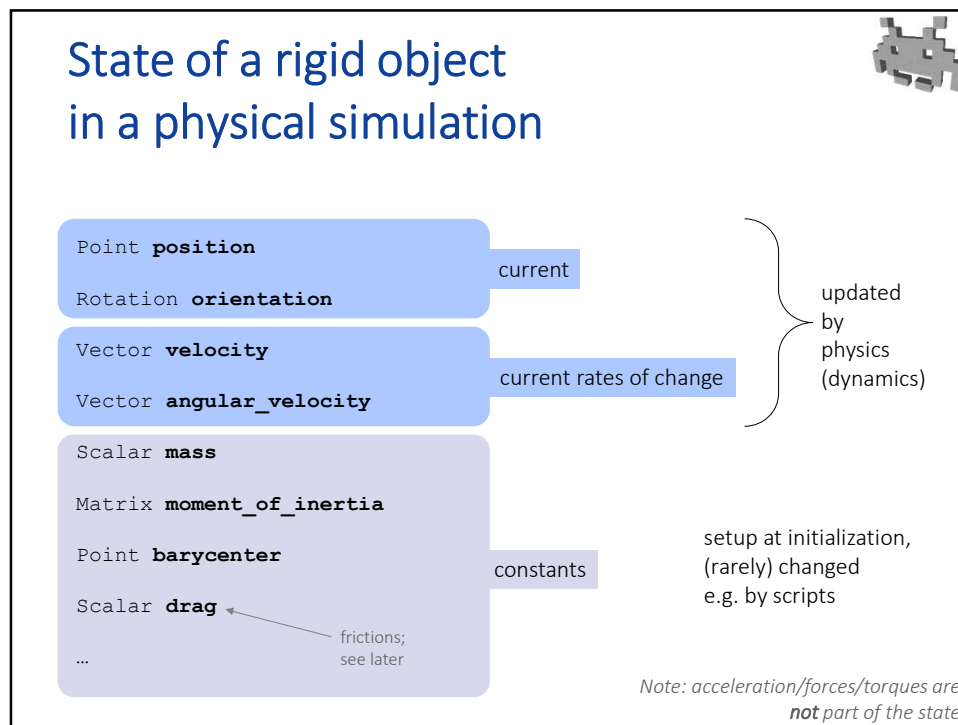 State of a rigid object
in a physical simulation
Point position
Rotation orientation
current
Vector velocity
Vector angular_velocity
current rates of change
updated
by
physics
(dynamics)
Scalar mass
Matrix moment_of_inertia
Point barycenter
Scalar drag
…
constants
frictions;
see later
setup at initialization,
(rarely) changed
e.g. by scripts
Note: acceleration/forces/torques are
not part of the state